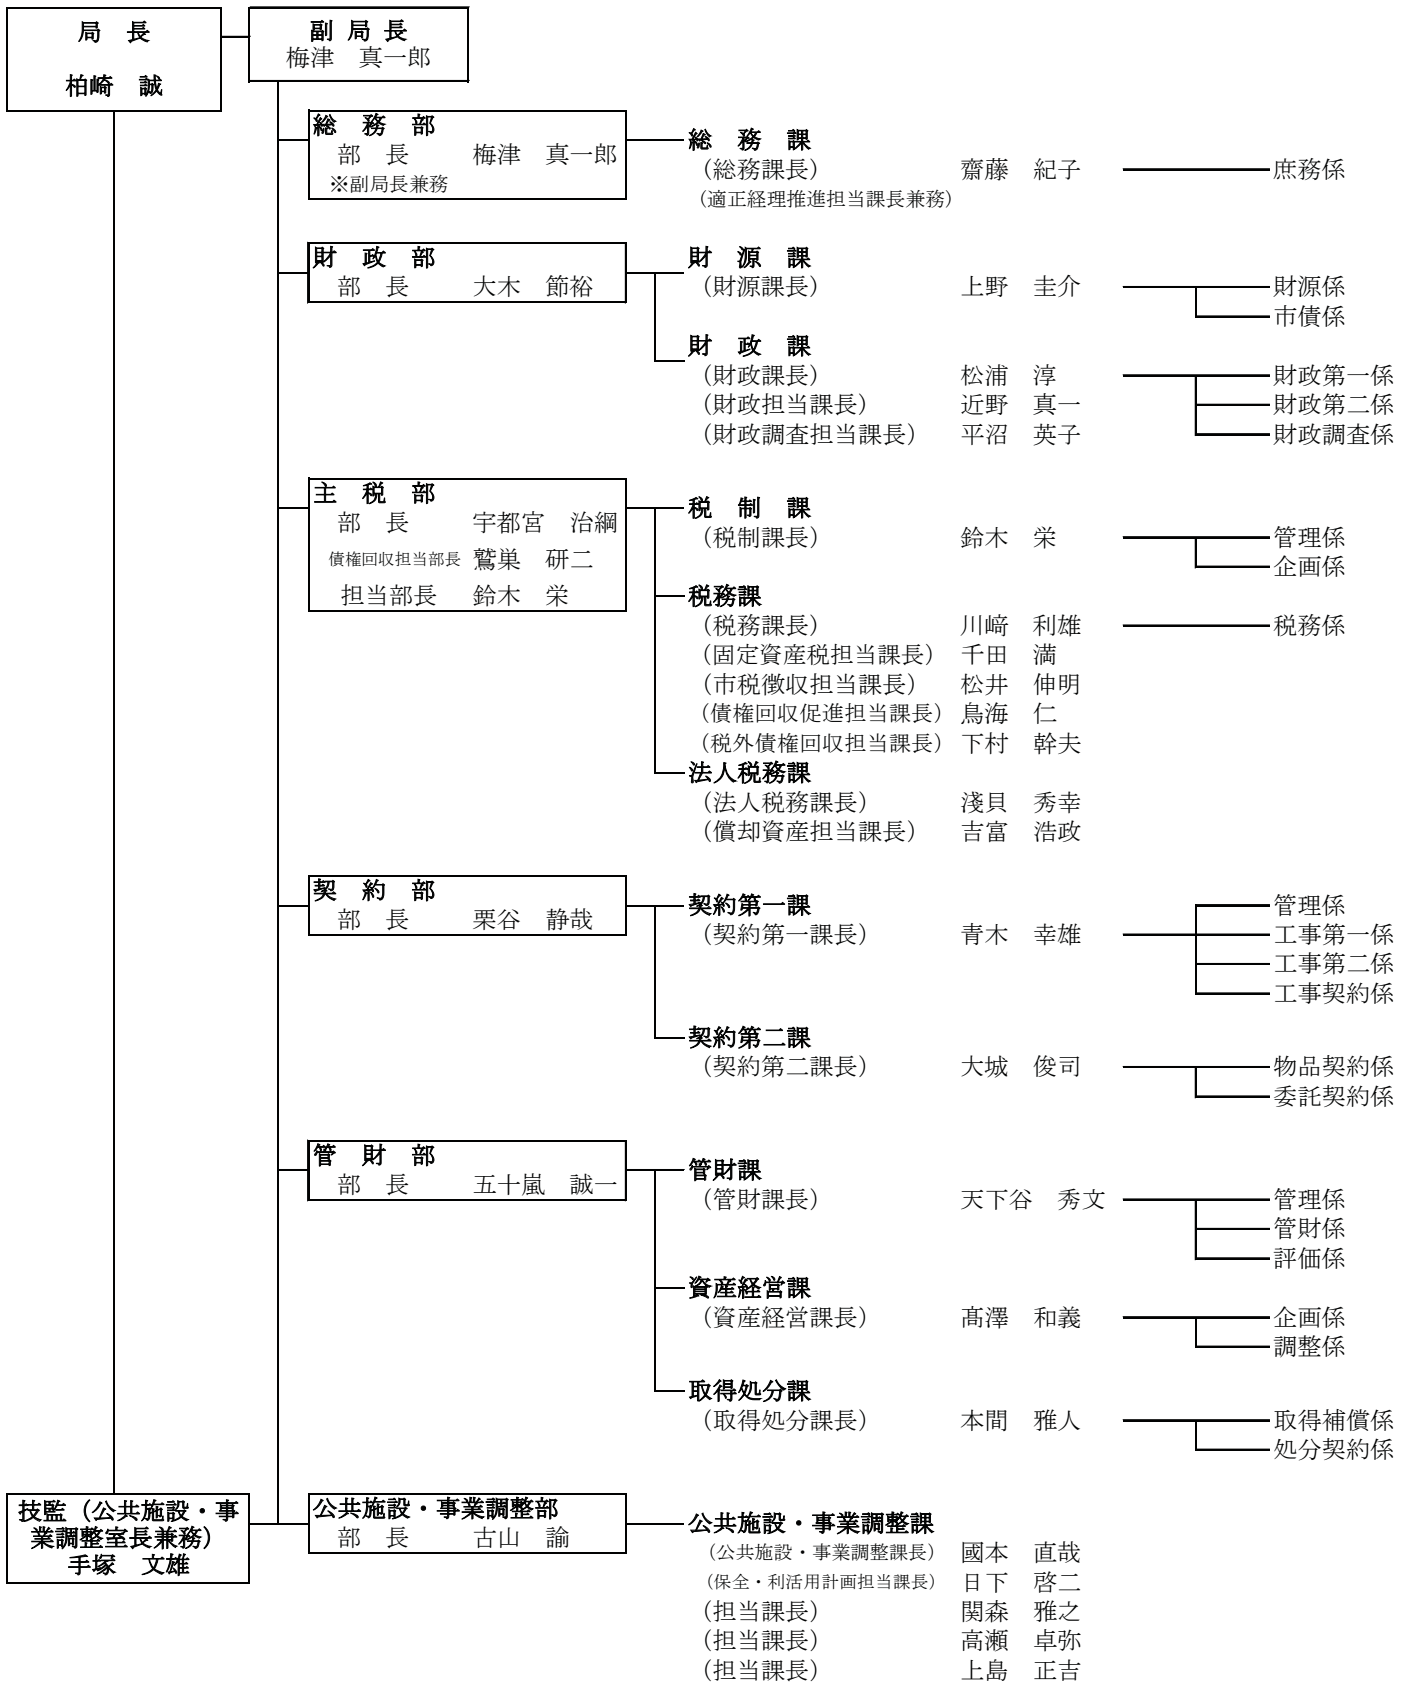 局　長
柏崎　誠
副 局 長
梅津　真一郎
総　務　部
部　長　梅津　真一郎
※副局長兼務
総　務　課
（総務課長）　齋藤　紀子　庶務係
（適正経理推進担当課長兼務）
財　政　部
部　長　大木　節裕
財　源　課
（財源課長）　上野　圭介　財源係
市債係
財　政　課
（財政課長）　松浦　淳　財政第一係
（財政担当課長）　近野　真一　財政第二係
（財政調査担当課長）　平沼　英子　財政調査係
主　税　部
部　長　宇都宮　治綱
債権回収担当部長　鷲巣　研二
担当部長　鈴木　栄
税　制　課
（税制課長）　鈴木　栄　管理係
企画係
税務課
（税務課長）　川﨑　利雄　税務係
（固定資産税担当課長）　千田　満
（市税徴収担当課長）　松井　伸明
（債権回収促進担当課長）　鳥海　仁
（税外債権回収担当課長）　下村　幹夫
法人税務課
（法人税務課長）　淺貝　秀幸
（償却資産担当課長）　吉富　浩政
契　約　部
部　長　栗谷　静哉
契約第一課
管理係
（契約第一課長）　青木　幸雄　工事第一係
工事第二係
工事契約係
契約第二課
（契約第二課長）　大城　俊司　物品契約係
委託契約係
管　財　部
部　長　五十嵐　誠一
管財課
（管財課長）　天下谷　秀文　管理係
管財係
評価係
資産経営課
（資産経営課長）　髙澤　和義　企画係
調整係
取得処分課
（取得処分課長）　本間　雅人　取得補償係
処分契約係
技監（公共施設・事
業調整室長兼務）
手塚　文雄
公共施設・事業調整部
部　長　古山　諭
公共施設・事業調整課
（公共施設・事業調整課長）　國本　直哉
（保全・利活用計画担当課長）　日下　啓二
（担当課長）　関森　雅之
（担当課長）　高瀬　卓弥
（担当課長）　上島　正吉